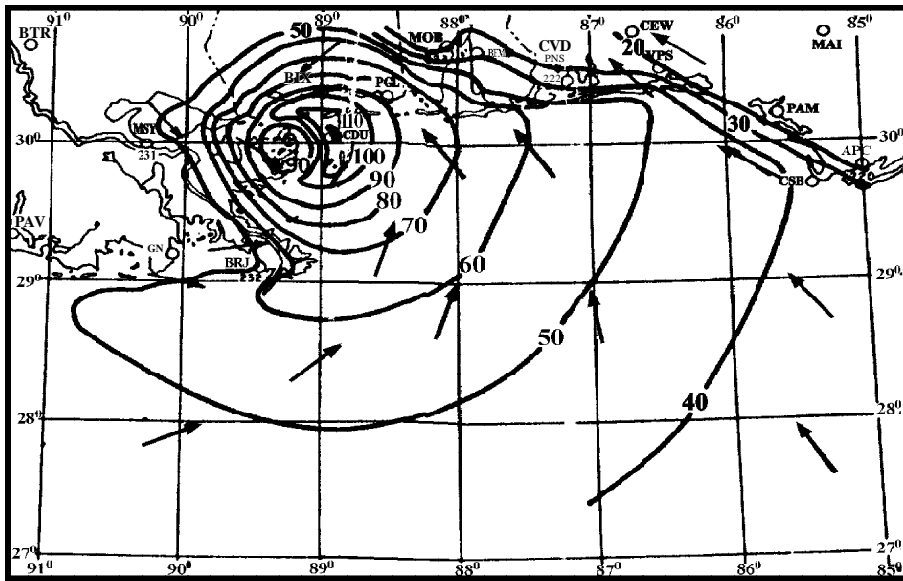 91⁰ 90⁰ 89⁰ 88⁰ 87⁰ 86⁰ 85⁰
BTR 50 MOB CVD 20 CEW MAI
PNS
222
BIX PGL
110 PAM
MSY CDU 30
30⁰ 30⁰
231 100 APC
90 CSB
80
PAV 70
GN BRJ 60
29⁰ 29⁰
50
40
28⁰ 28⁰
27⁰ 27⁰
91⁰ 90⁰ 89⁰ 88⁰ 87⁰ 86⁰ 85⁰